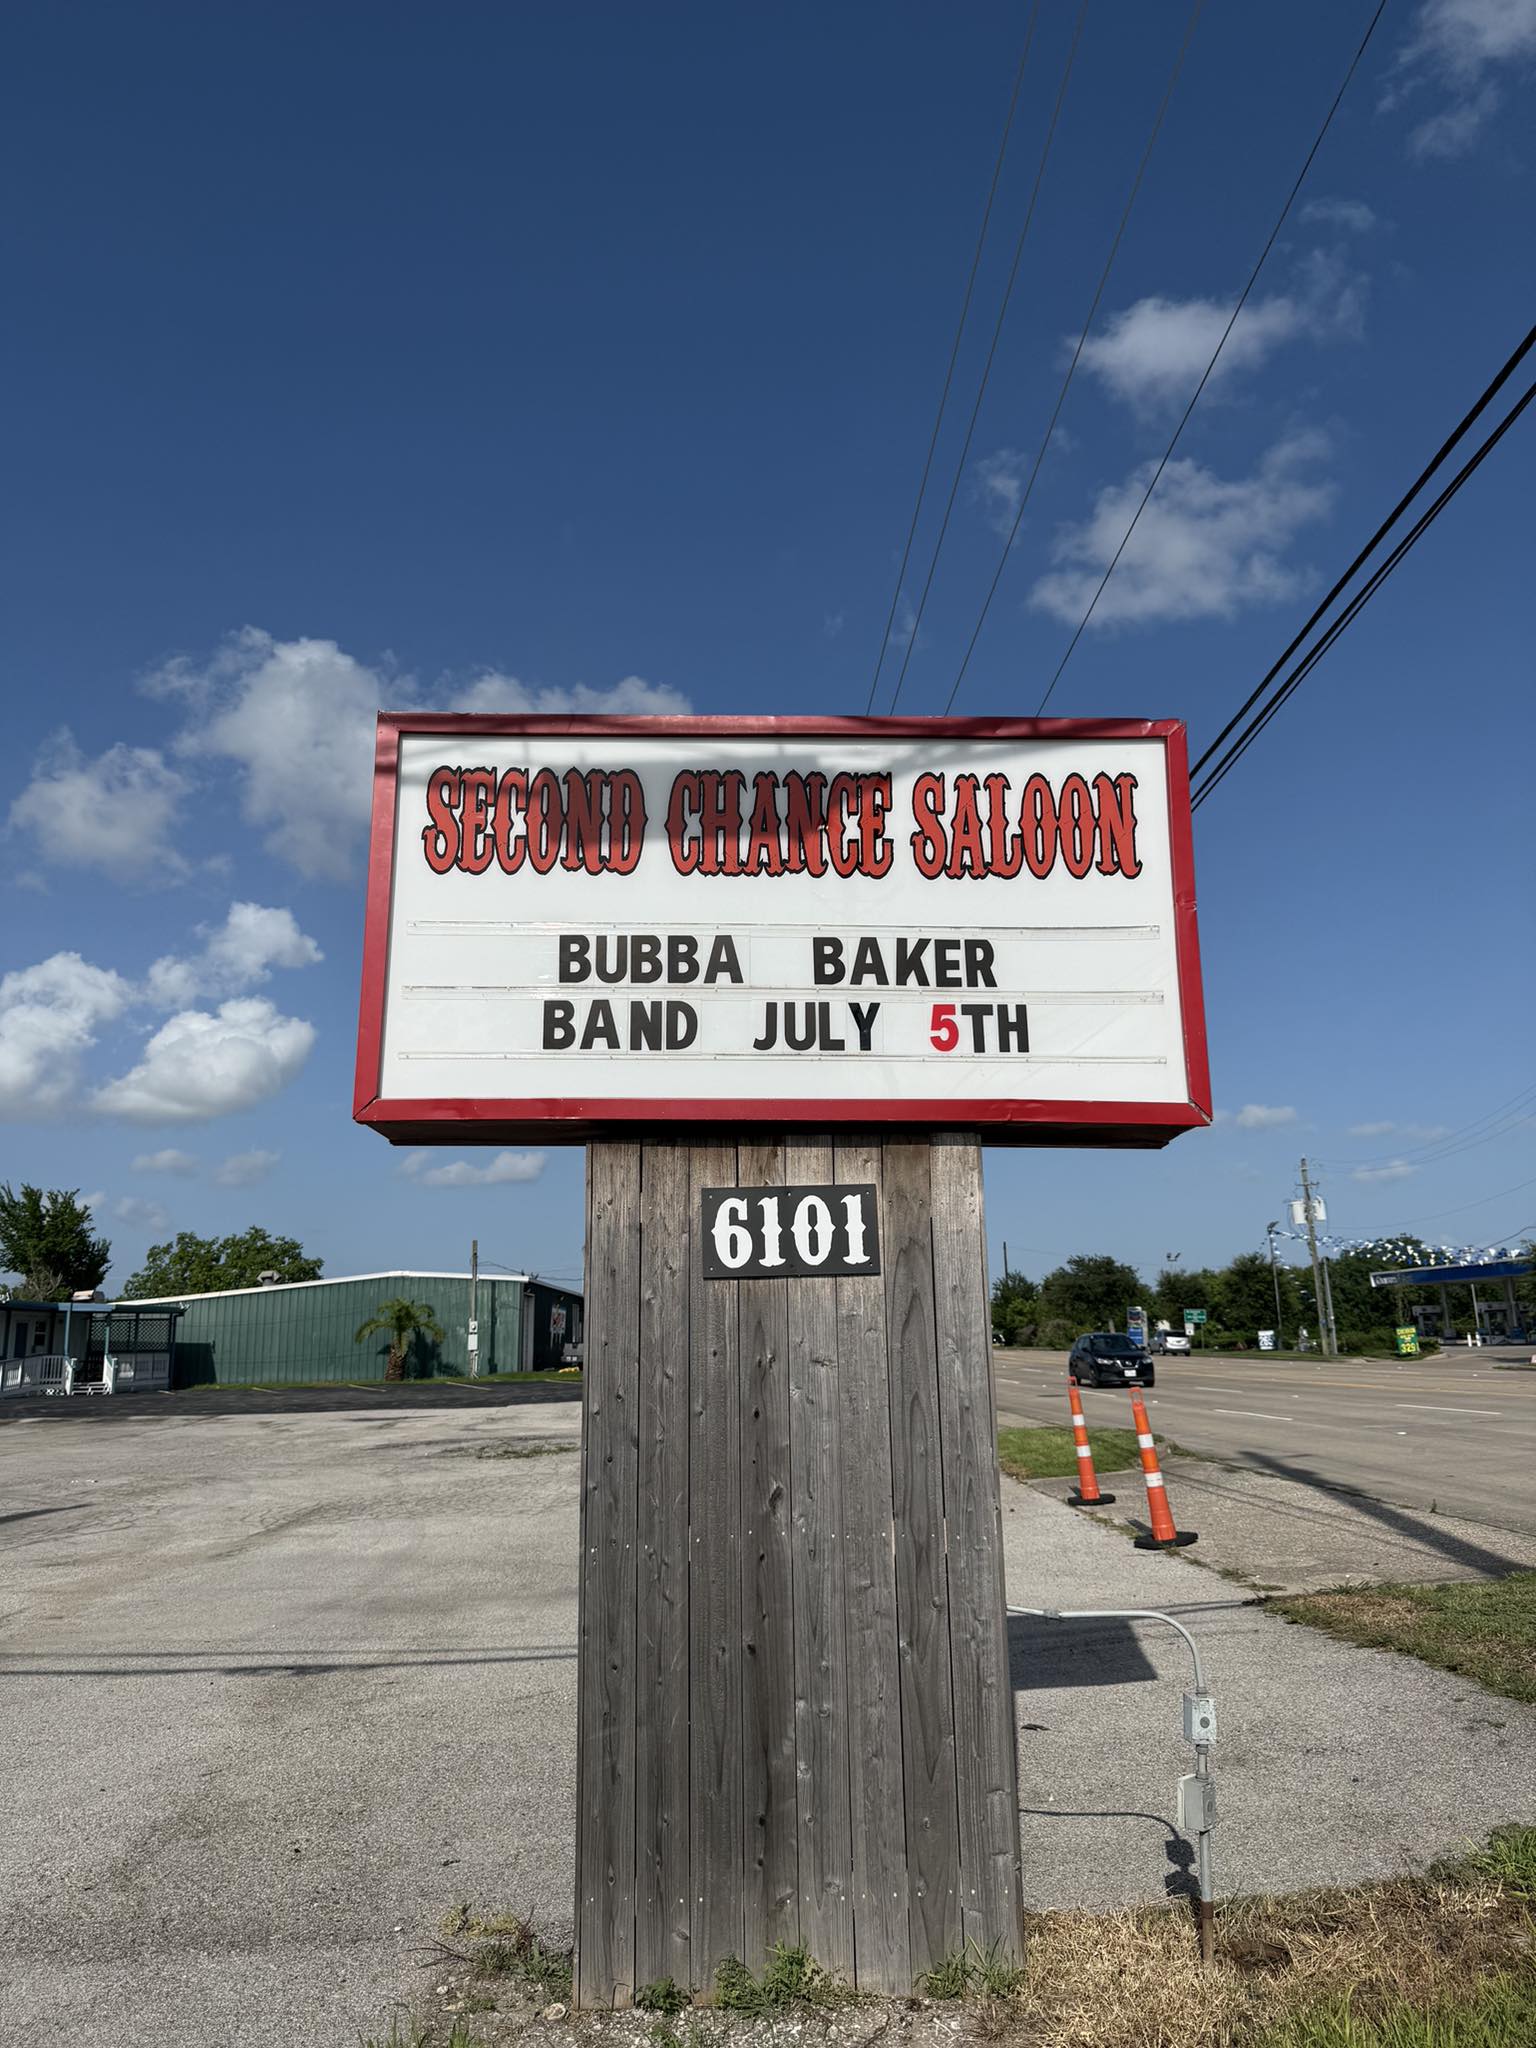 SECOND CHANCE SALOON
BUBBA BAKER
BAND JULY 5TH
6101